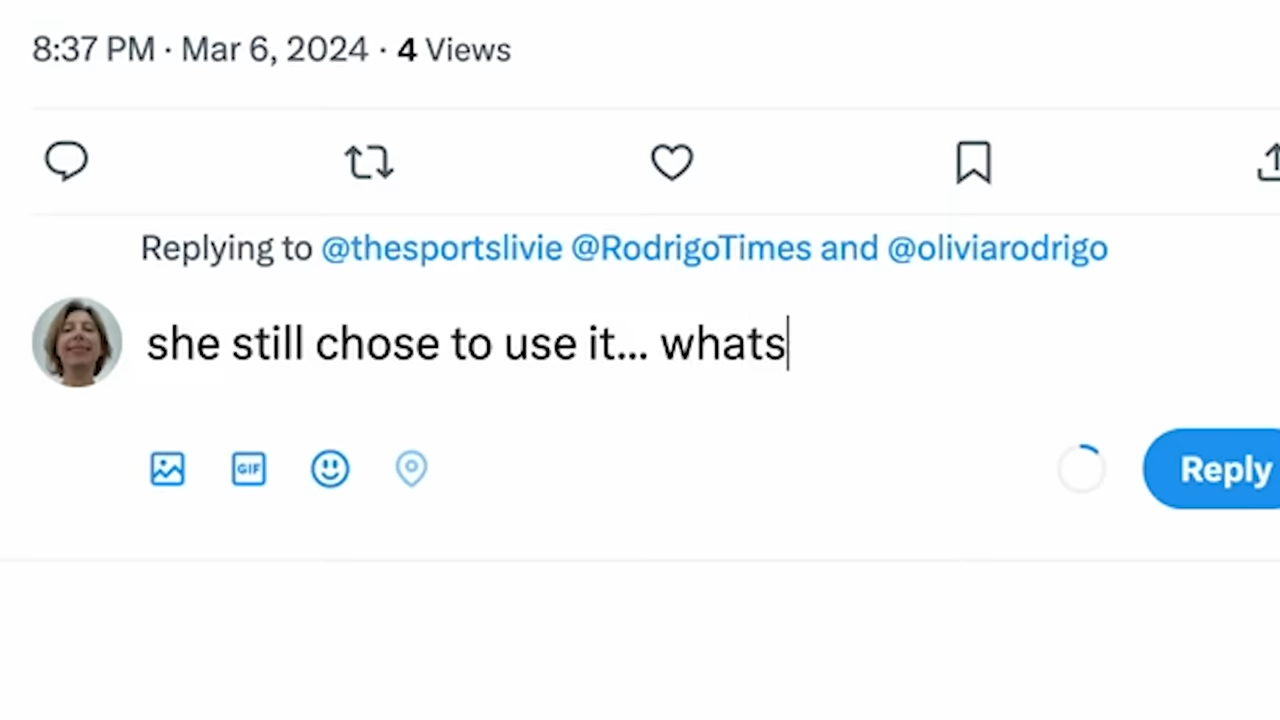 8:37 PM · Mar 6, 2024 · 4 Views
Replying to @thesportslivie @RodrigoTimes and @oliviarodrigo
she still chose to use it... whats
GIF
Reply